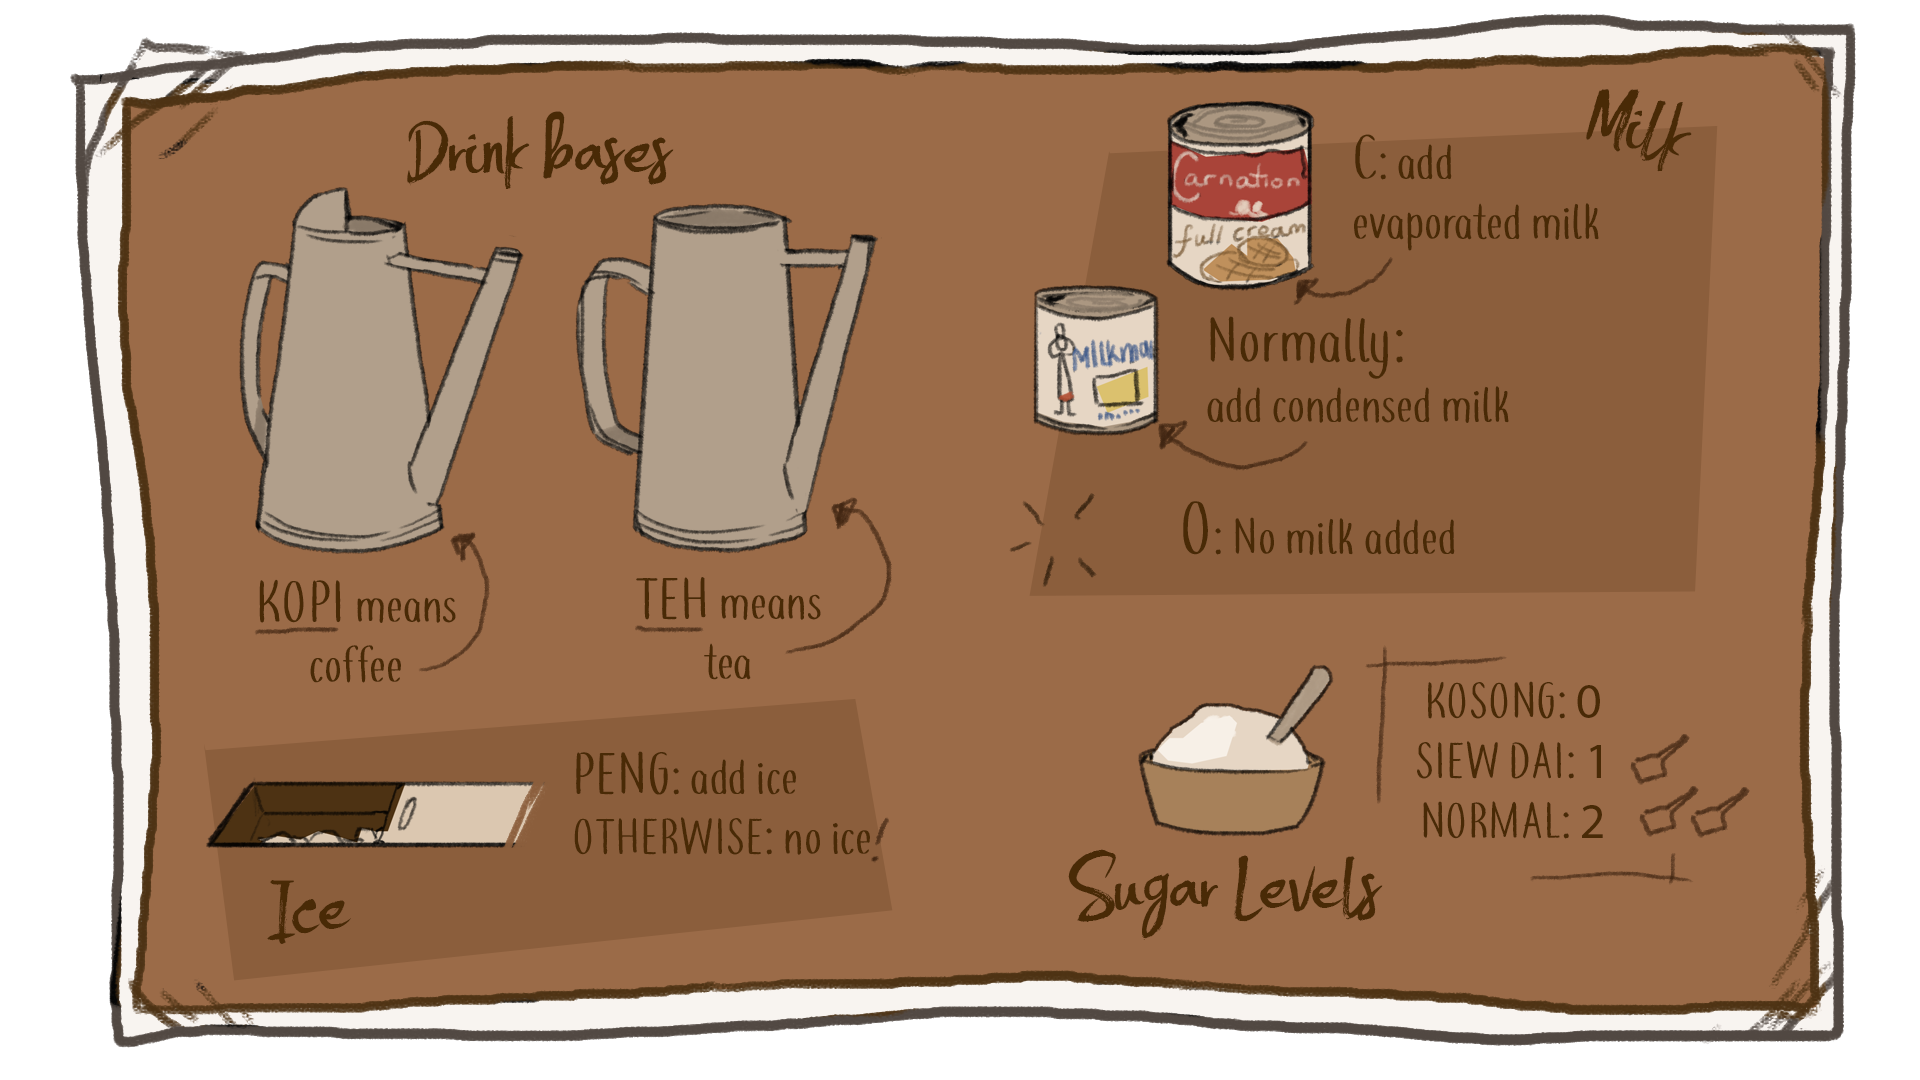 Drink bases
KOPI means
coffee
TEH means
tea
Milk
Carnation
full cream
C: add
evaporated milk
Milkma
Normally:
add condensed milk
O: No milk added
PENG: add ice
OTHERWISE: no ice!
Ice
KOSONG: 0
SIEW DAI: 1
NORMAL: 2
Sugar Levels